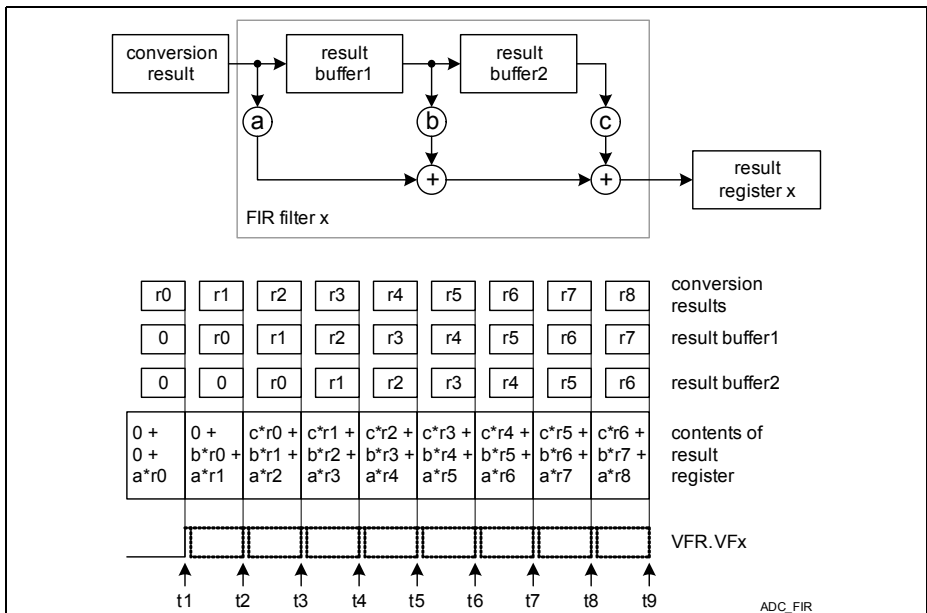 conversion
result
result
buffer1
result
buffer2
a
b
c
+
+
result
register x
FIR filter x
r0 r1 r2 r3 r4 r5 r6 r7 r8
conversion
results
0 r0 r1 r2 r3 r4 r5 r6 r7 result buffer1
0 0 r0 r1 r2 r3 r4 r5 r6 result buffer2
0 + 0 + c*r0 + c*r1 + c*r2 + c*r3 + c*r4 + c*r5 + c*r6 + contents of
0 + b*r0 + b*r1 + b*r2 + b*r3 + b*r4 + b*r5 + b*r6 + b*r7 + result
a*r0 a*r1 a*r2 a*r3 a*r4 a*r5 a*r6 a*r7 a*r8 register
VFR.VFx
t1 t2 t3 t4 t5 t6 t7 t8 t9
ADC_FIR